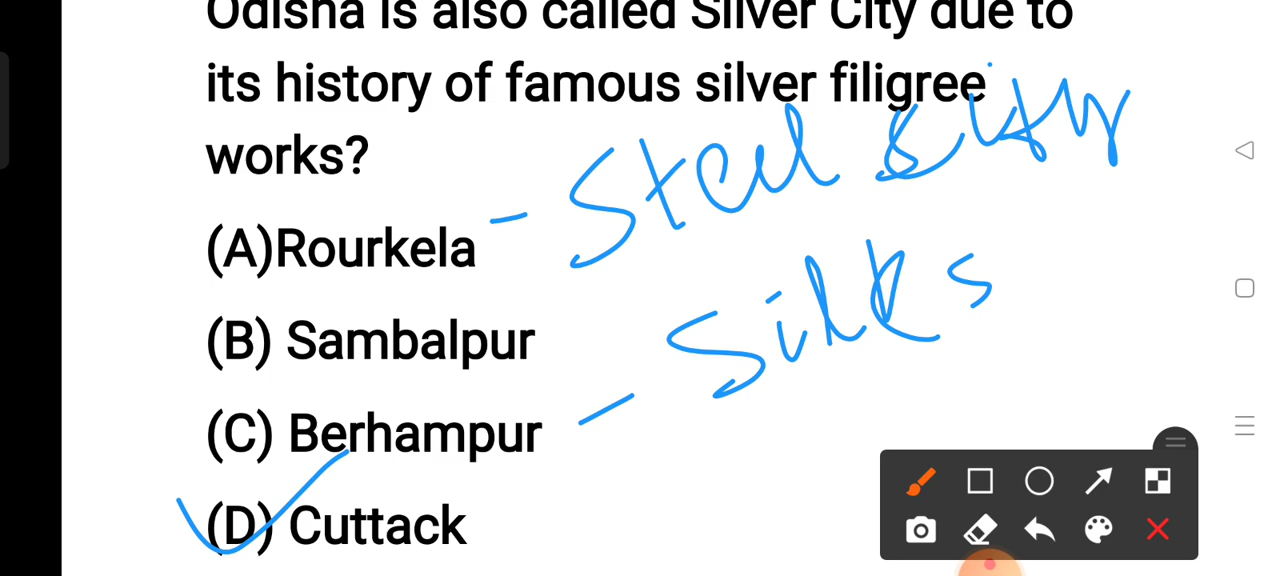 Odisha is also called Silver City due to
its history of famous silver filigree
works?
(A)Rourkela - Steel City
(B) Sambalpur
(C) Berhampur - Silks
(D) Cuttack